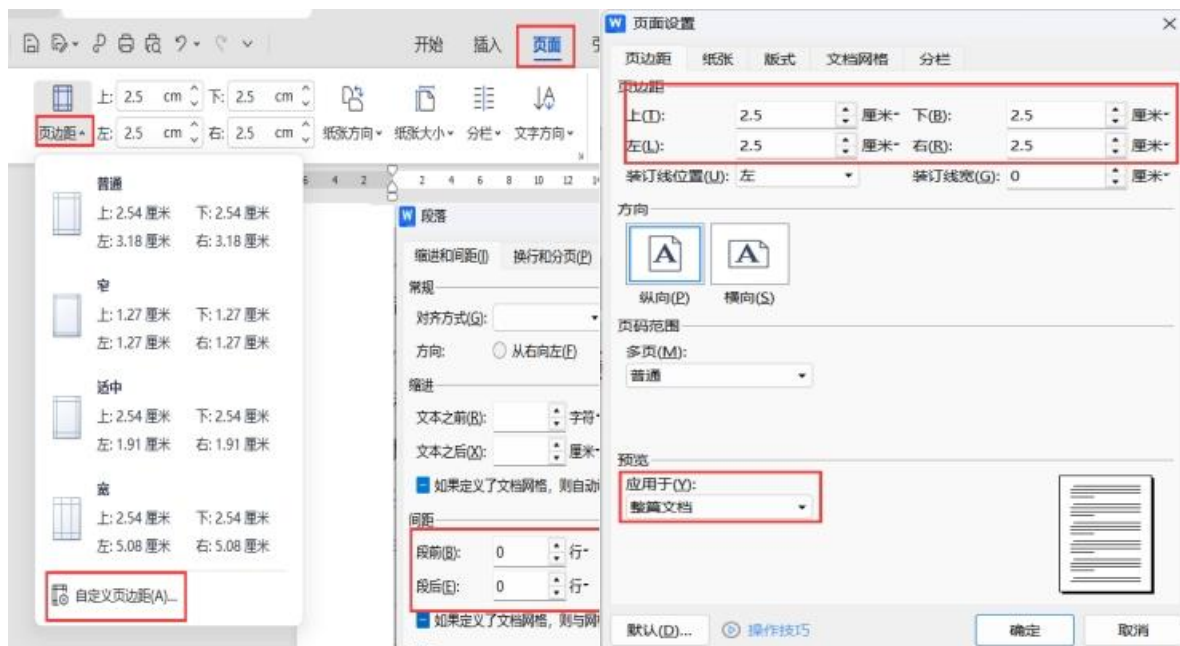 开始 插入 页面
上: 2.5 cm 下: 2.5 cm
页边距 左: 2.5 cm 右: 2.5 cm 纸张方向 纸张大小 分栏 文字方向
6 4 2 2 4 6 8 10 12
普通
上: 2.54 厘米 下: 2.54 厘米
左: 3.18 厘米 右: 3.18 厘米
窄
上: 1.27 厘米 下: 1.27 厘米
左: 1.27 厘米 右: 1.27 厘米
适中
上: 2.54 厘米 下: 2.54 厘米
左: 1.91 厘米 右: 1.91 厘米
宽
上: 2.54 厘米 下: 2.54 厘米
左: 5.08 厘米 右: 5.08 厘米
自定义页边距(A)...
W 段落
缩进和间距(I) 换行和分页(P)
常规
对齐方式(G):
方向: 从右向左(F)
缩进
文本之前(R): 字符
文本之后(X): 厘米
如果定义了文档网格, 则自动
间距
段前(B): 0 行
段后(E): 0 行
如果定义了文档网格, 则与网
W 页面设置
页边距 纸张 版式 文档网格 分栏
页边距
上(T): 2.5 厘米 下(B): 2.5 厘米
左(L): 2.5 厘米 右(R): 2.5 厘米
装订线位置(U): 左 装订线宽(G): 0 厘米
方向
A A
纵向(P) 横向(S)
页码范围
多页(M):
普通
预览
应用于(Y):
整篇文档
默认(D)... 操作技巧 确定 取消